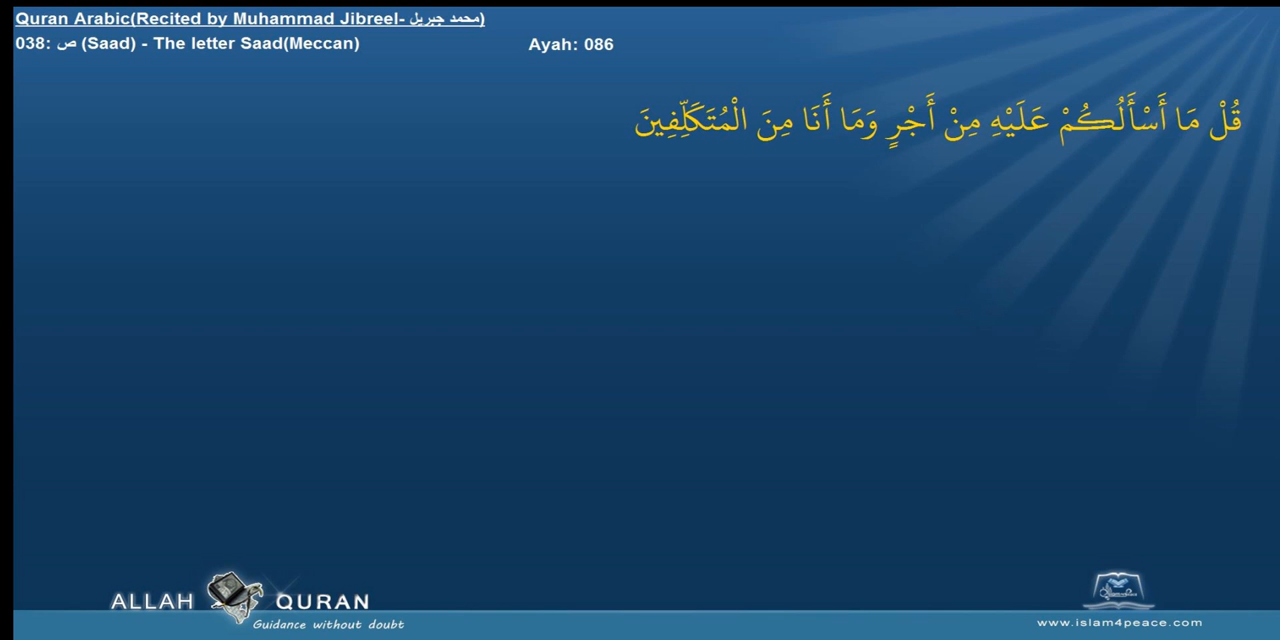 Quran Arabic(Recited by Muhammad Jibreel- محمد جبريل)
038: ص (Saad) - The letter Saad(Meccan) Ayah: 086
قُلْ مَا أَسْأَلُكُمْ عَلَيْهِ مِنْ أَجْرٍ وَمَا أَنَا مِنَ الْمُتَكَلِّفِينَ
ALLAH QURAN
Guidance without doubt
www.islam4peace.com